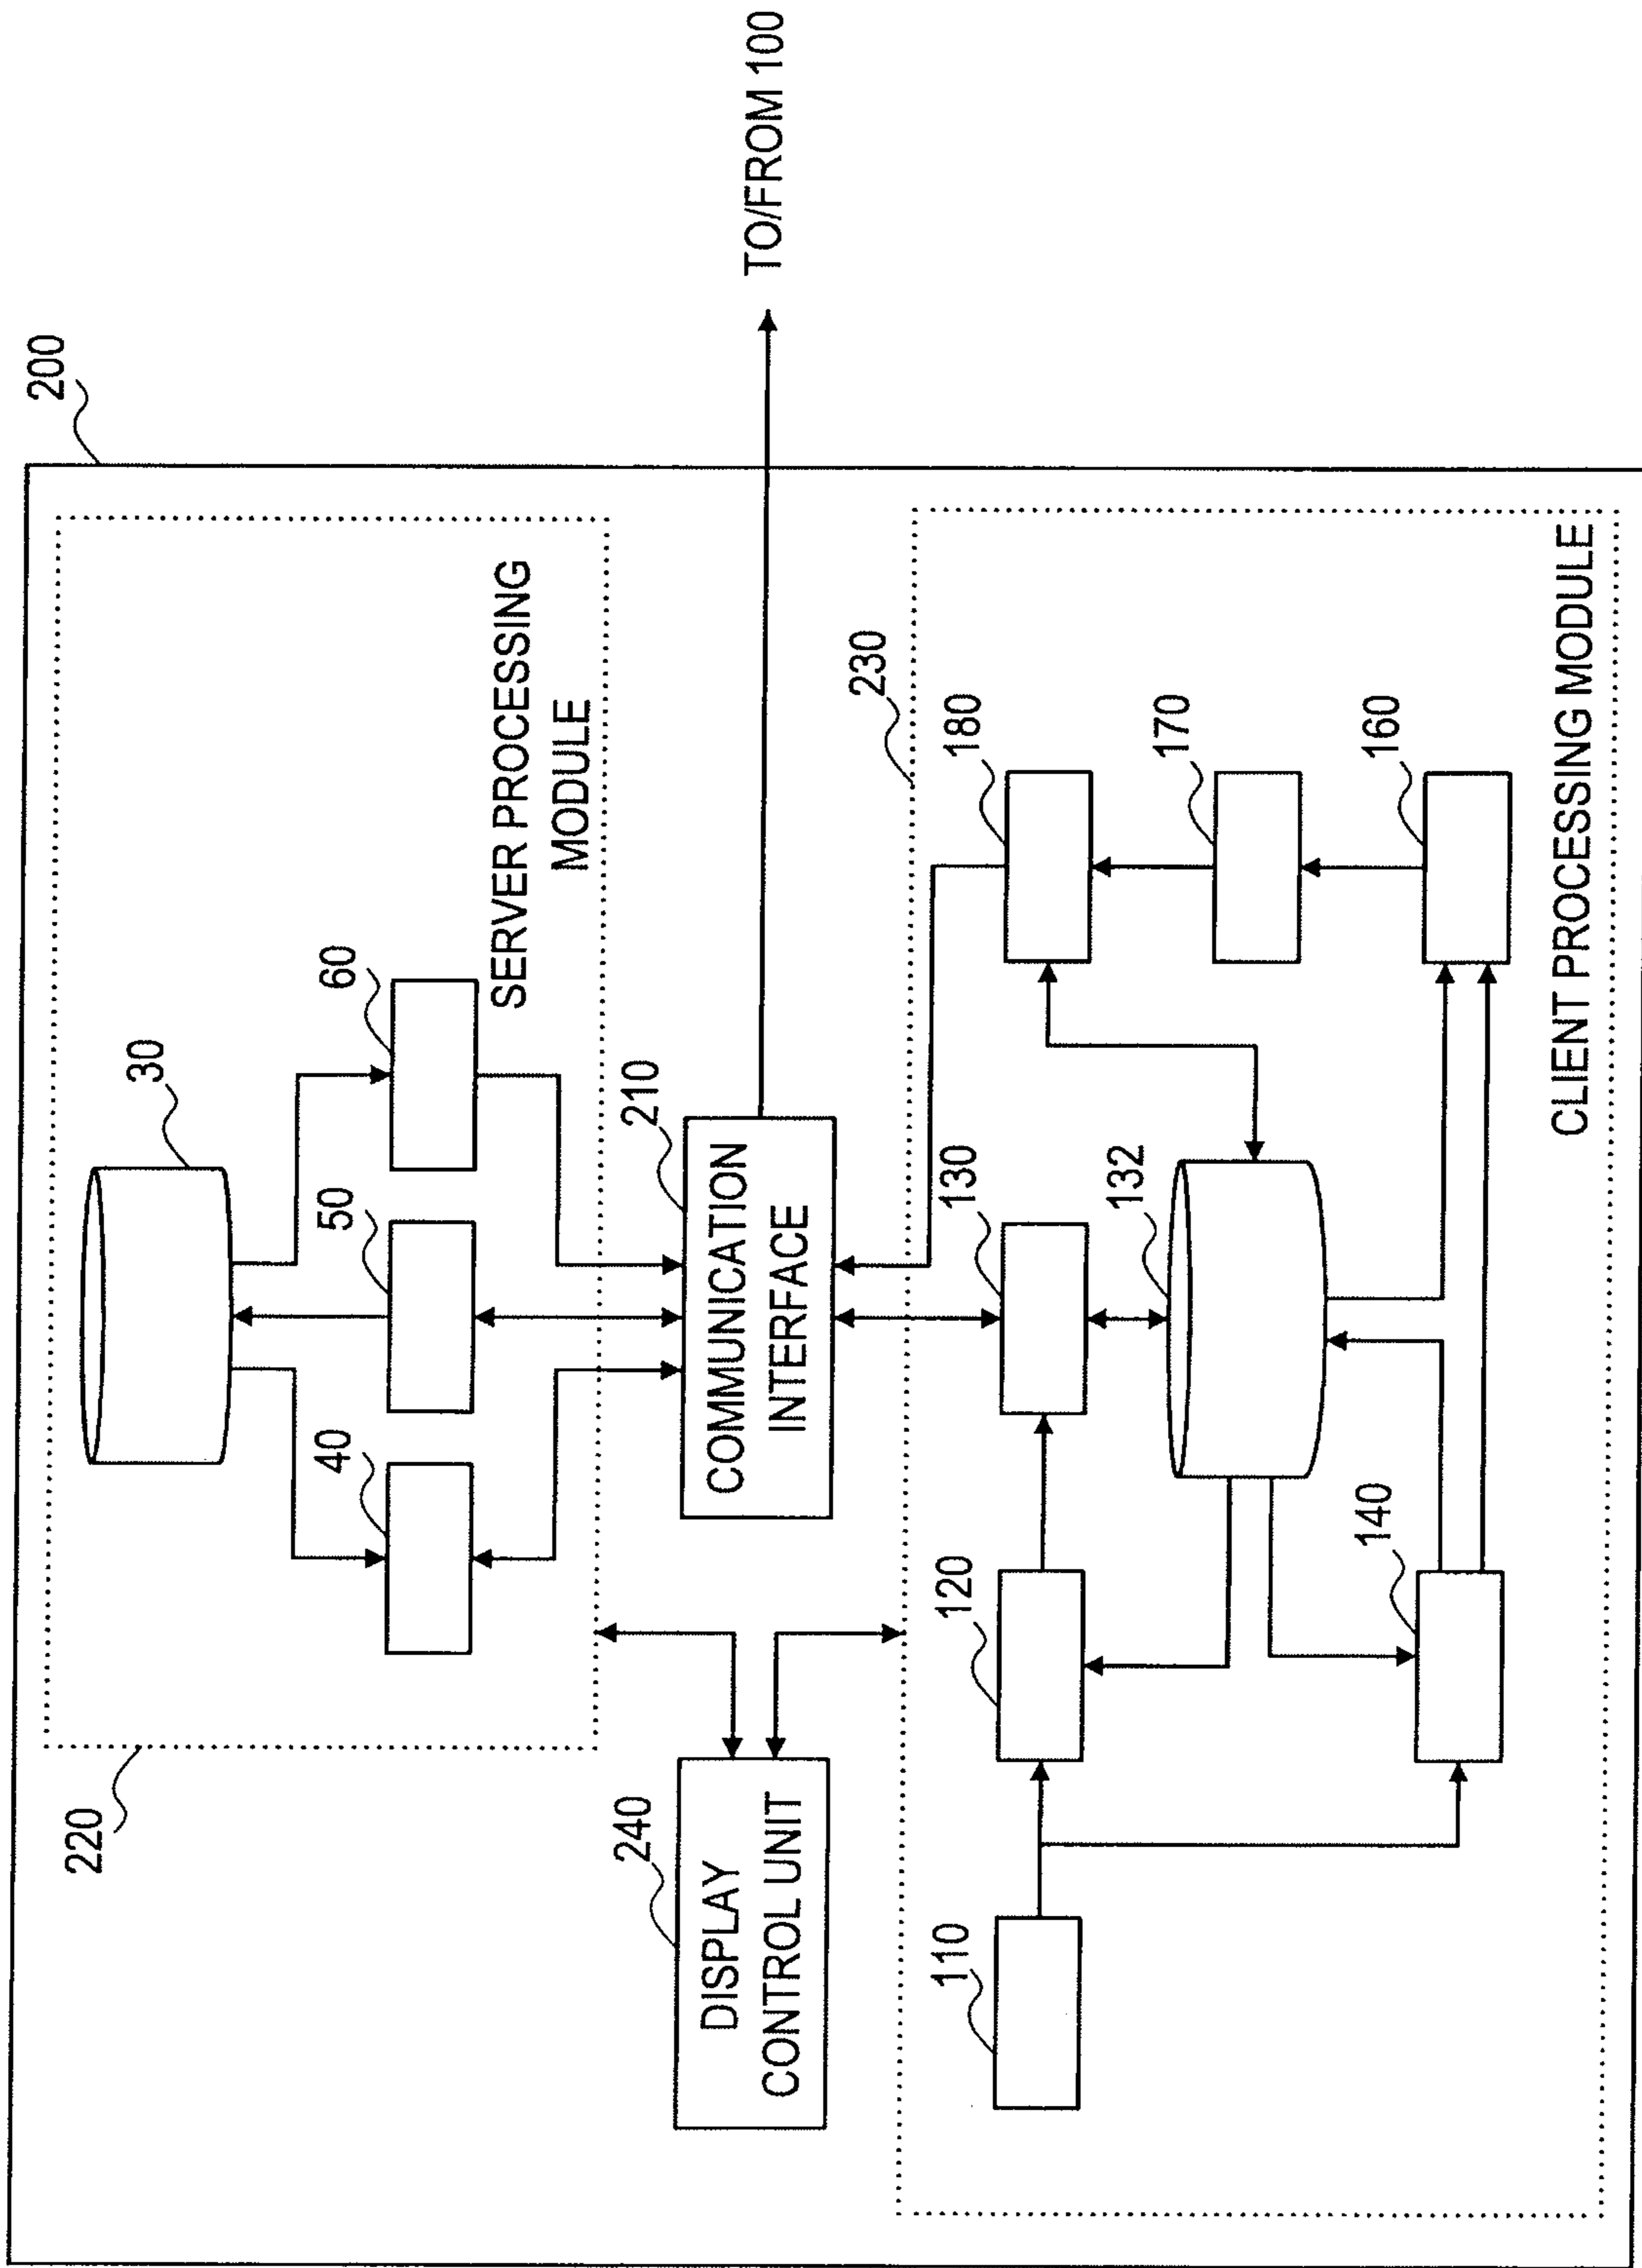 200
220
30
40
50
60
SERVER PROCESSING
MODULE
240
DISPLAY
CONTROL UNIT
210
COMMUNICATION
INTERFACE
TO/FROM 100
230
110
120
130
180
132
170
140
160
CLIENT PROCESSING MODULE